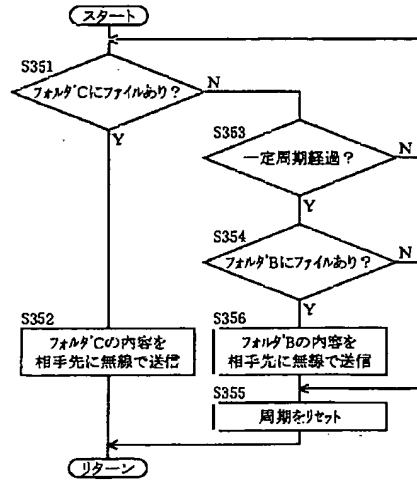 スタート
S351
フォルダCにファイルあり？
N
Y
S353
一定周期経過？
N
Y
S354
フォルダBにファイルあり？
N
Y
S352
フォルダCの内容を
相手先に無線で送信
S356
フォルダBの内容を
相手先に無線で送信
S355
周期をリセット
リターン